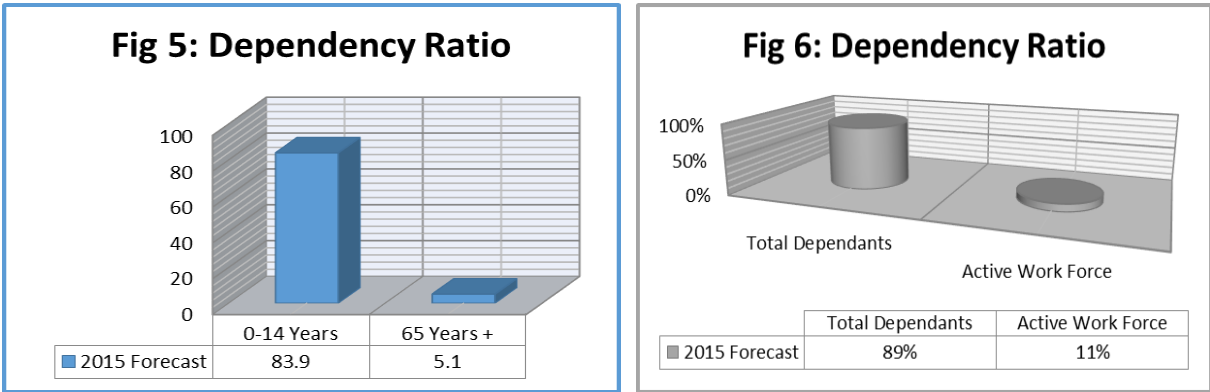 Fig 5: Dependency Ratio
100
80
60
40
20
0
0-14 Years 65 Years +
2015 Forecast 83.9 5.1
Fig 6: Dependency Ratio
100%
50%
0%
Total Dependants
Active Work Force
Total Dependants Active Work Force
2015 Forecast 89% 11%